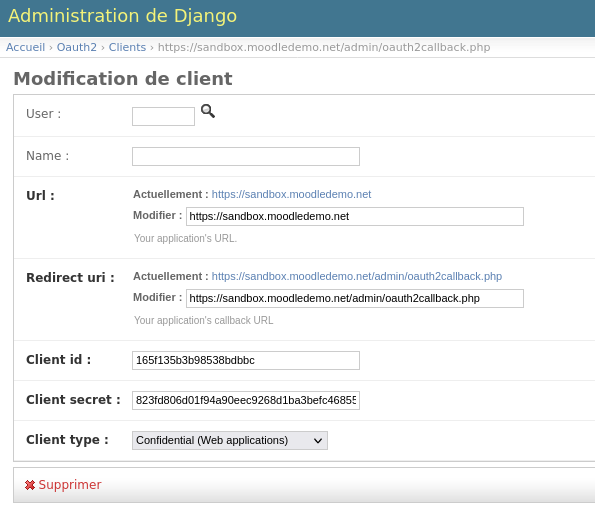 Administration de Django
Accueil › Oauth2 › Clients › https://sandbox.moodledemo.net/admin/oauth2callback.php
Modification de client
User :
Name :
Url : Actuellement : https://sandbox.moodledemo.net
Modifier : https://sandbox.moodledemo.net
Your application's URL.
Redirect uri : Actuellement : https://sandbox.moodledemo.net/admin/oauth2callback.php
Modifier : https://sandbox.moodledemo.net/admin/oauth2callback.php
Your application's callback URL
Client id : 165f135b3b98538bdbbc
Client secret : 823fd806d01f94a90eec9268d1ba3befc46855
Client type : Confidential (Web applications)
Supprimer